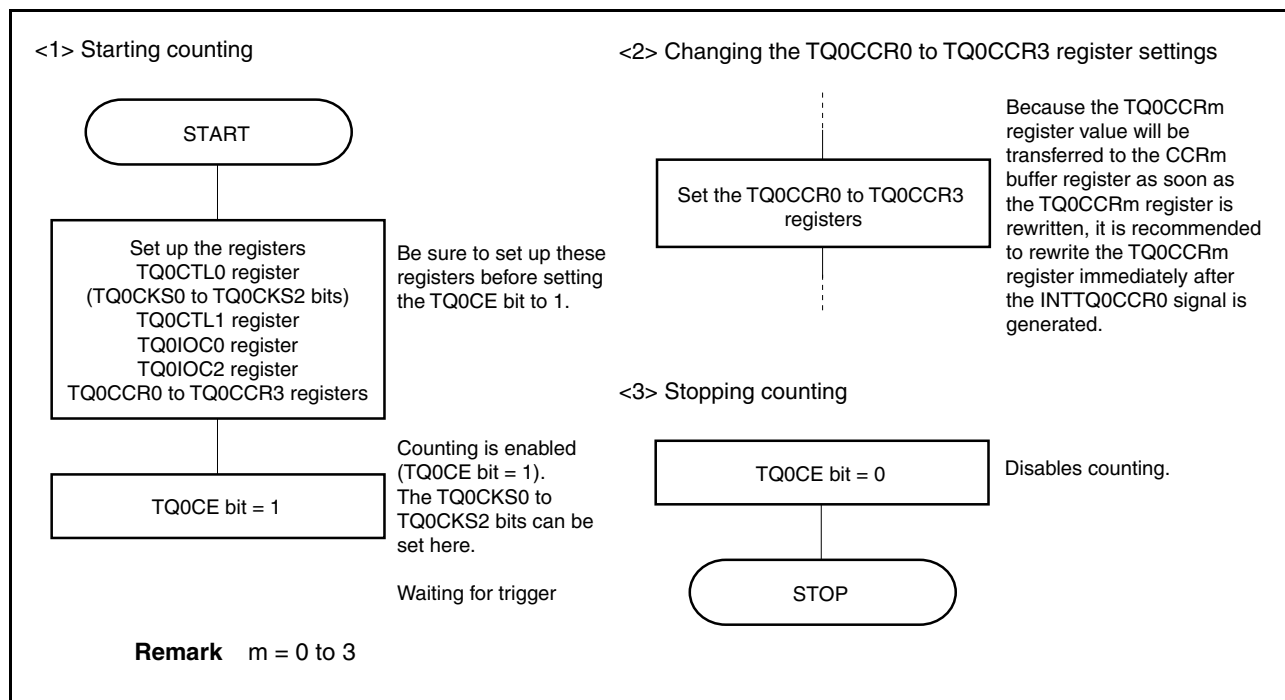 <1> Starting counting
START
Set up the registers
TQ0CTL0 register
(TQ0CKS0 to TQ0CKS2 bits)
TQ0CTL1 register
TQ0IOC0 register
TQ0IOC2 register
TQ0CCR0 to TQ0CCR3 registers
Be sure to set up these
registers before setting
the TQ0CE bit to 1.
TQ0CE bit = 1
Counting is enabled
(TQ0CE bit = 1).
The TQ0CKS0 to
TQ0CKS2 bits can be
set here.
Waiting for trigger
<2> Changing the TQ0CCR0 to TQ0CCR3 register settings
Set the TQ0CCR0 to TQ0CCR3
registers
Because the TQ0CCRm
register value will be
transferred to the CCRm
buffer register as soon as
the TQ0CCRm register is
rewritten, it is recommended
to rewrite the TQ0CCRm
register immediately after
the INTTQ0CCR0 signal is
generated.
<3> Stopping counting
TQ0CE bit = 0
Disables counting.
STOP
Remark m = 0 to 3